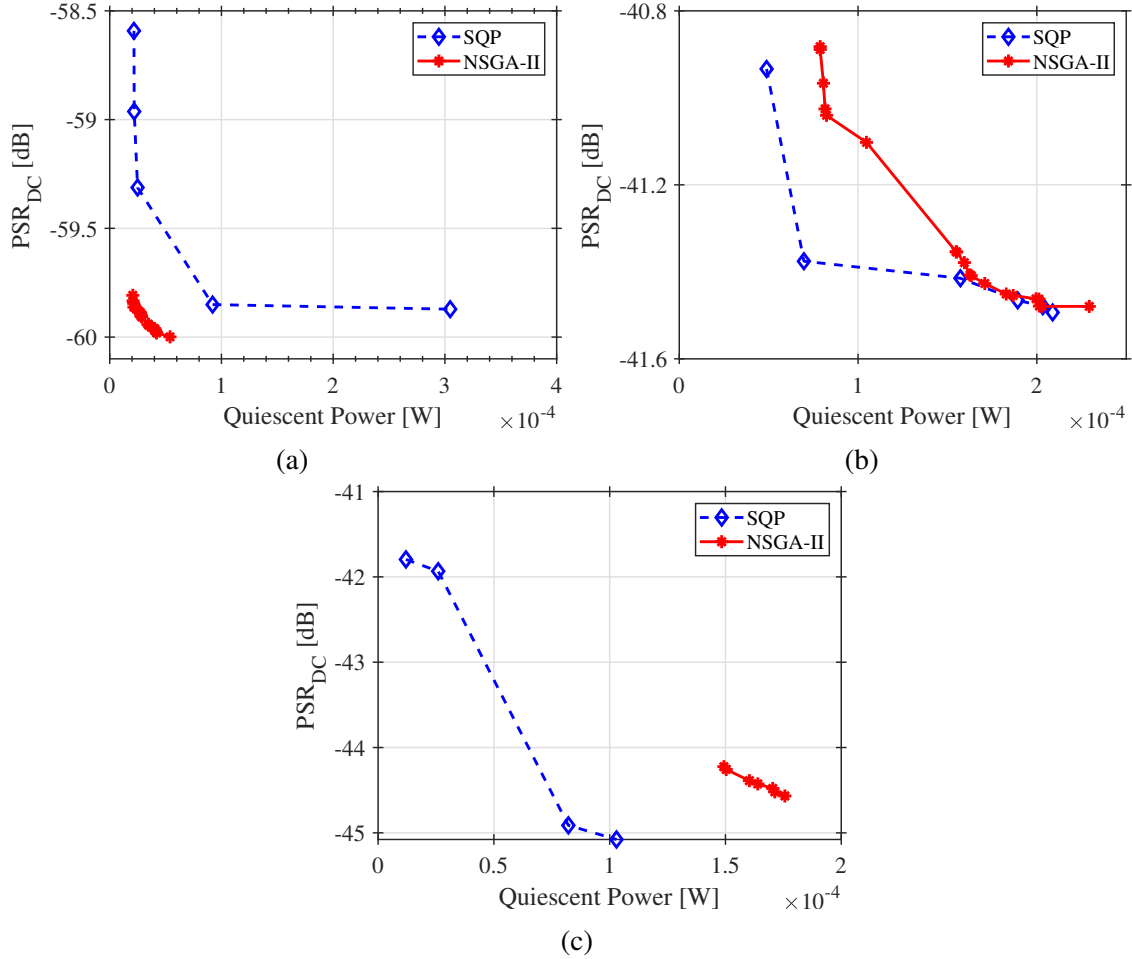 -58.5
-59
-59.5
-60
PSR_DC [dB]
SQP
NSGA-II
0
1
2
3
4
Quiescent Power [W]
×10^-4
(a)
-40.8
-41.2
-41.6
PSR_DC [dB]
SQP
NSGA-II
0
1
2
Quiescent Power [W]
×10^-4
(b)
-41
-42
-43
-44
-45
PSR_DC [dB]
SQP
NSGA-II
0
0.5
1
1.5
2
Quiescent Power [W]
×10^-4
(c)